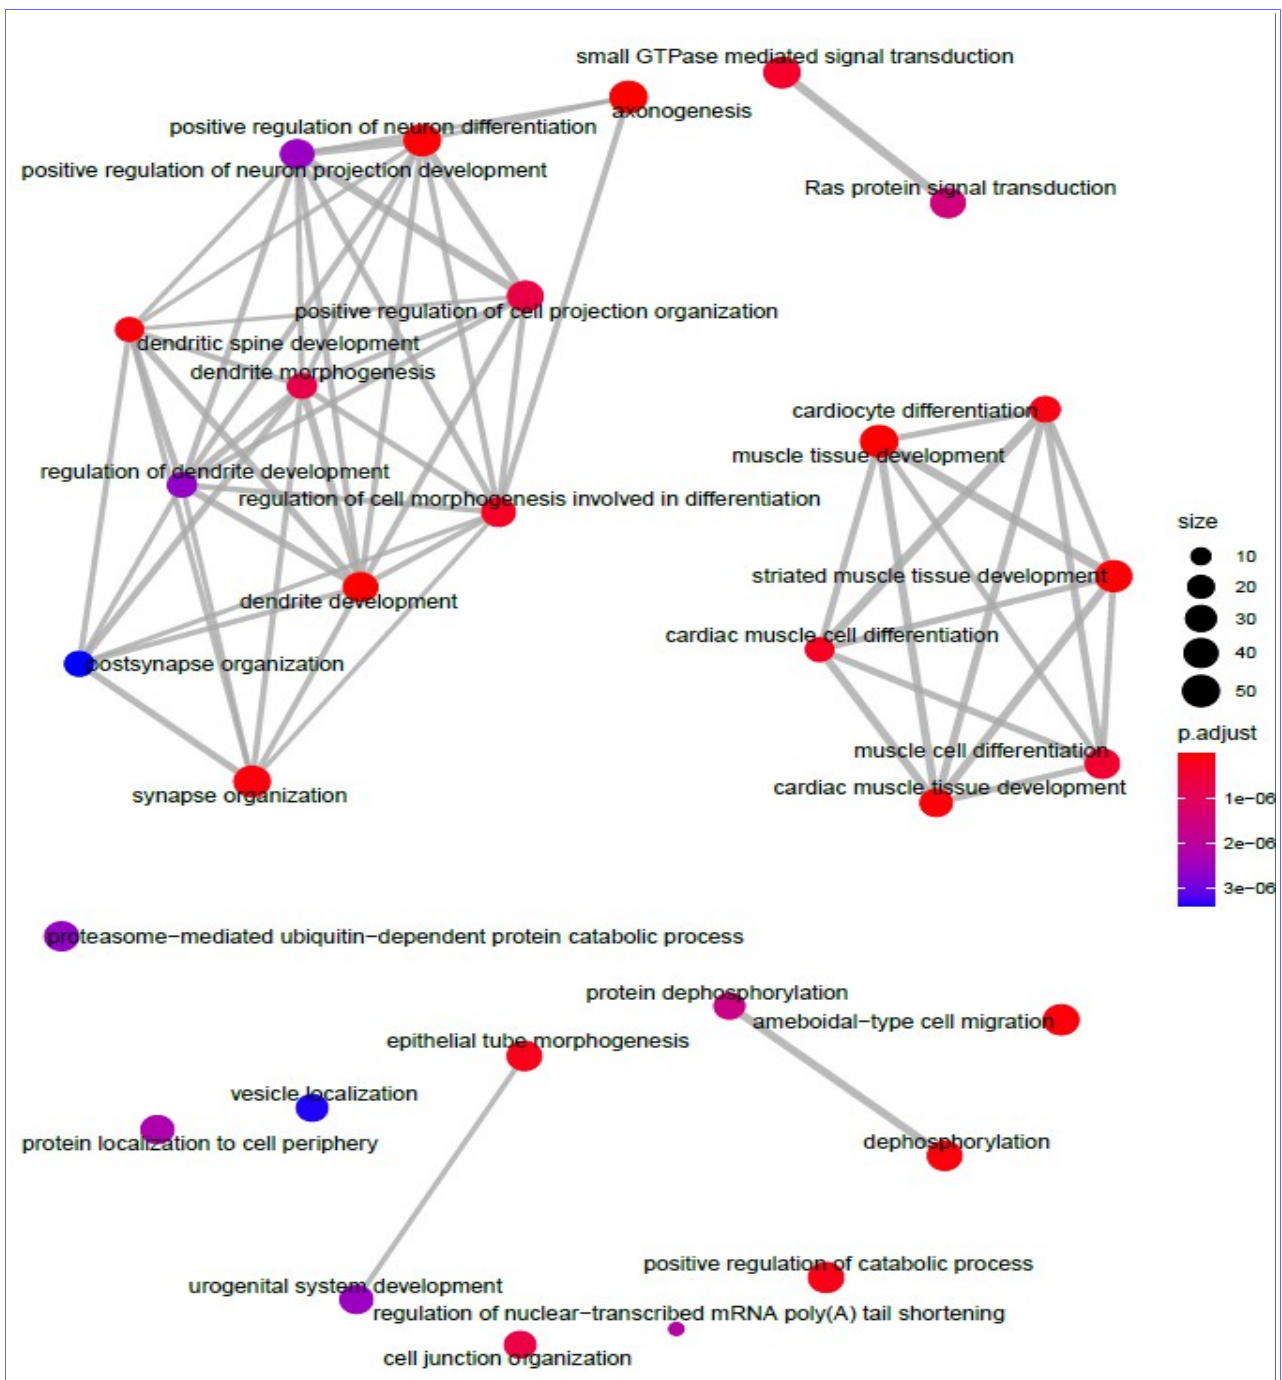 small GTPase mediated signal transduction
axonogenesis
positive regulation of neuron differentiation
positive regulation of neuron projection development
Ras protein signal transduction
positive regulation of cell projection organization
dendritic spine development
dendrite morphogenesis
cardiocyte differentiation
muscle tissue development
regulation of dendrite development
regulation of cell morphogenesis involved in differentiation
striated muscle tissue development
dendrite development
cardiac muscle cell differentiation
postsynapse organization
muscle cell differentiation
cardiac muscle tissue development
synapse organization
size
10
20
30
40
50
p.adjust
1e−06
2e−06
3e−06
proteasome−mediated ubiquitin−dependent protein catabolic process
protein dephosphorylation
ameboidal−type cell migration
epithelial tube morphogenesis
vesicle localization
protein localization to cell periphery
dephosphorylation
positive regulation of catabolic process
urogenital system development
regulation of nuclear−transcribed mRNA poly(A) tail shortening
cell junction organization